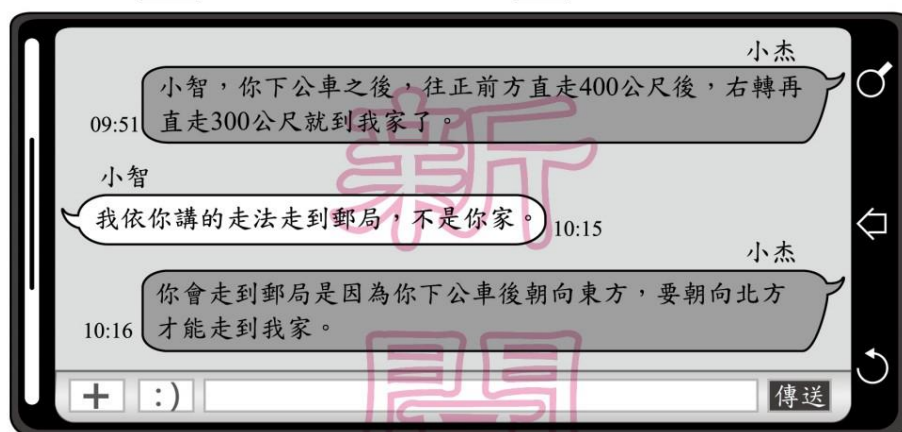 小杰
小智，你下公車之後，往正前方直走400公尺後，右轉再
直走300公尺就到我家了。
09:51
小智
我依你講的走法走到郵局，不是你家。
10:15
小杰
你會走到郵局是因為你下公車後朝向東方，要朝向北方
才能走到我家。
10:16
+ :) 傳送
新聞